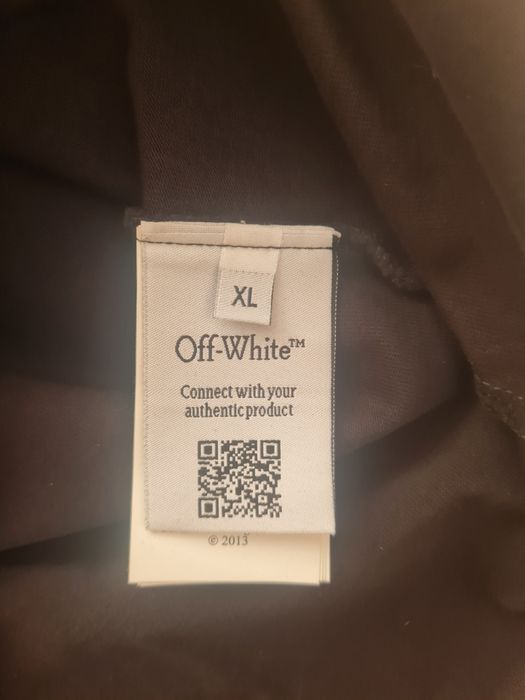 XL
Off-White™
Connect with your
authentic product
© 2013